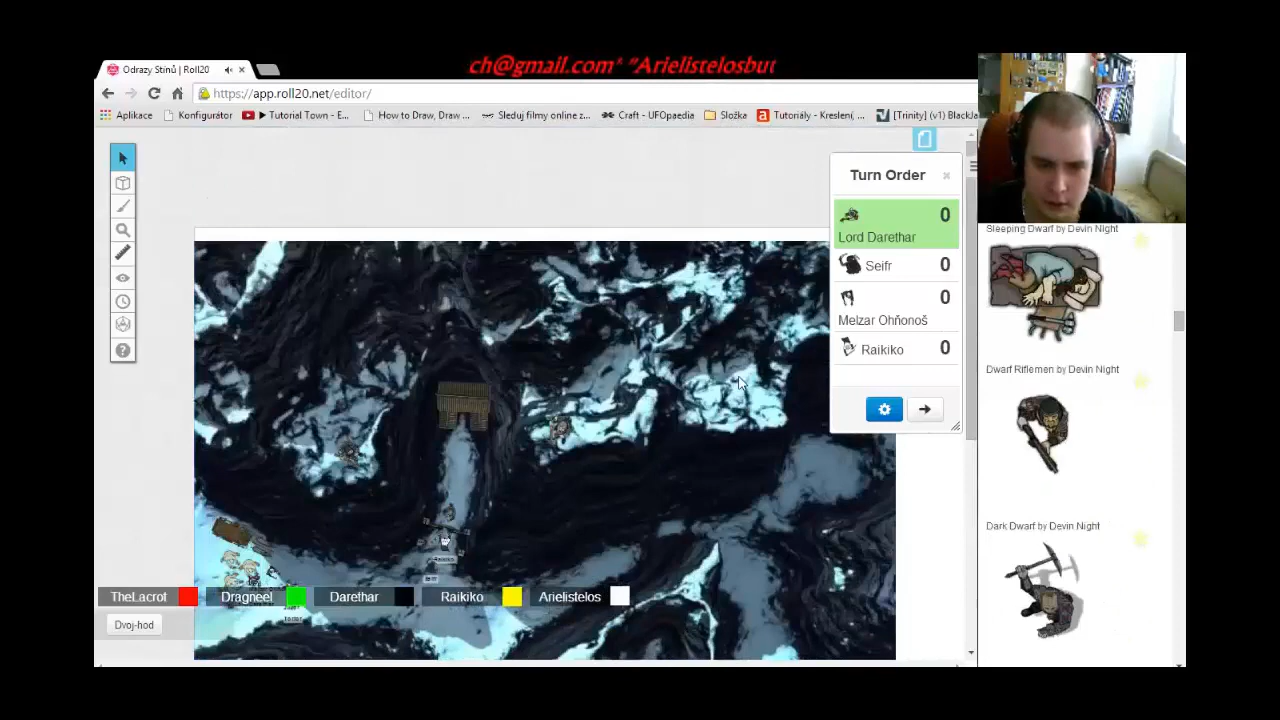 ch@gmail.com* "Arielistelosbut
Odrazy Stínů | Roll20
https://app.roll20.net/editor/
Aplikace
Konfigurátor
▶ Tutorial Town - E...
How to Draw, Draw ...
Sleduj filmy online z...
Craft - UFOpaedia
Složka
Tutoriály - Kreslení, ...
[Trinity] (v1) BlackJa
Turn Order
0
Lord Darethar
Seifr 0
0
Melzar Ohňonoš
Raikiko 0
Sleeping Dwarf by Devin Night
Dwarf Riflemen by Devin Night
Dark Dwarf by Devin Night
Raikiko
TheLacrot
Dragneel
Darethar
Raikiko
Arielistelos
Dvoj-hod